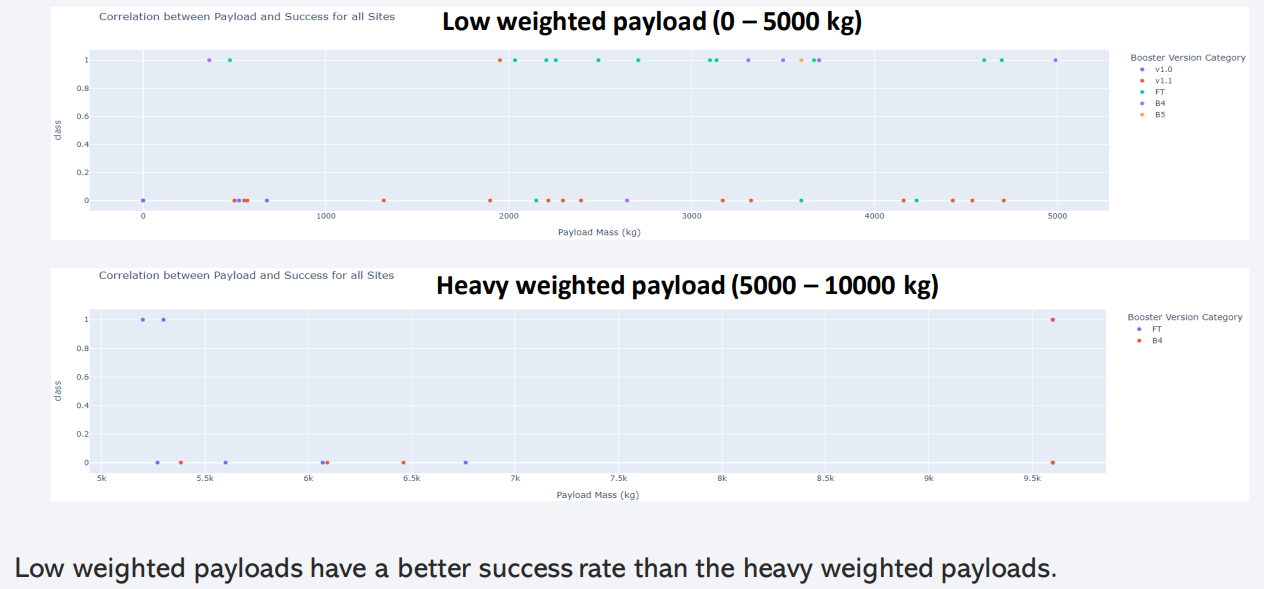 Correlation between Payload and Success for all Sites
Low weighted payload (0 – 5000 kg)
Booster Version Category
v1.0
v1.1
FT
B4
B5
class
1
0.8
0.6
0.4
0.2
0
0 1000 2000 3000 4000 5000
Payload Mass (kg)
Correlation between Payload and Success for all Sites
Heavy weighted payload (5000 – 10000 kg)
Booster Version Category
FT
B4
class
1
0.8
0.6
0.4
0.2
0
5k 5.5k 6k 6.5k 7k 7.5k 8k 8.5k 9k 9.5k
Payload Mass (kg)
Low weighted payloads have a better success rate than the heavy weighted payloads.